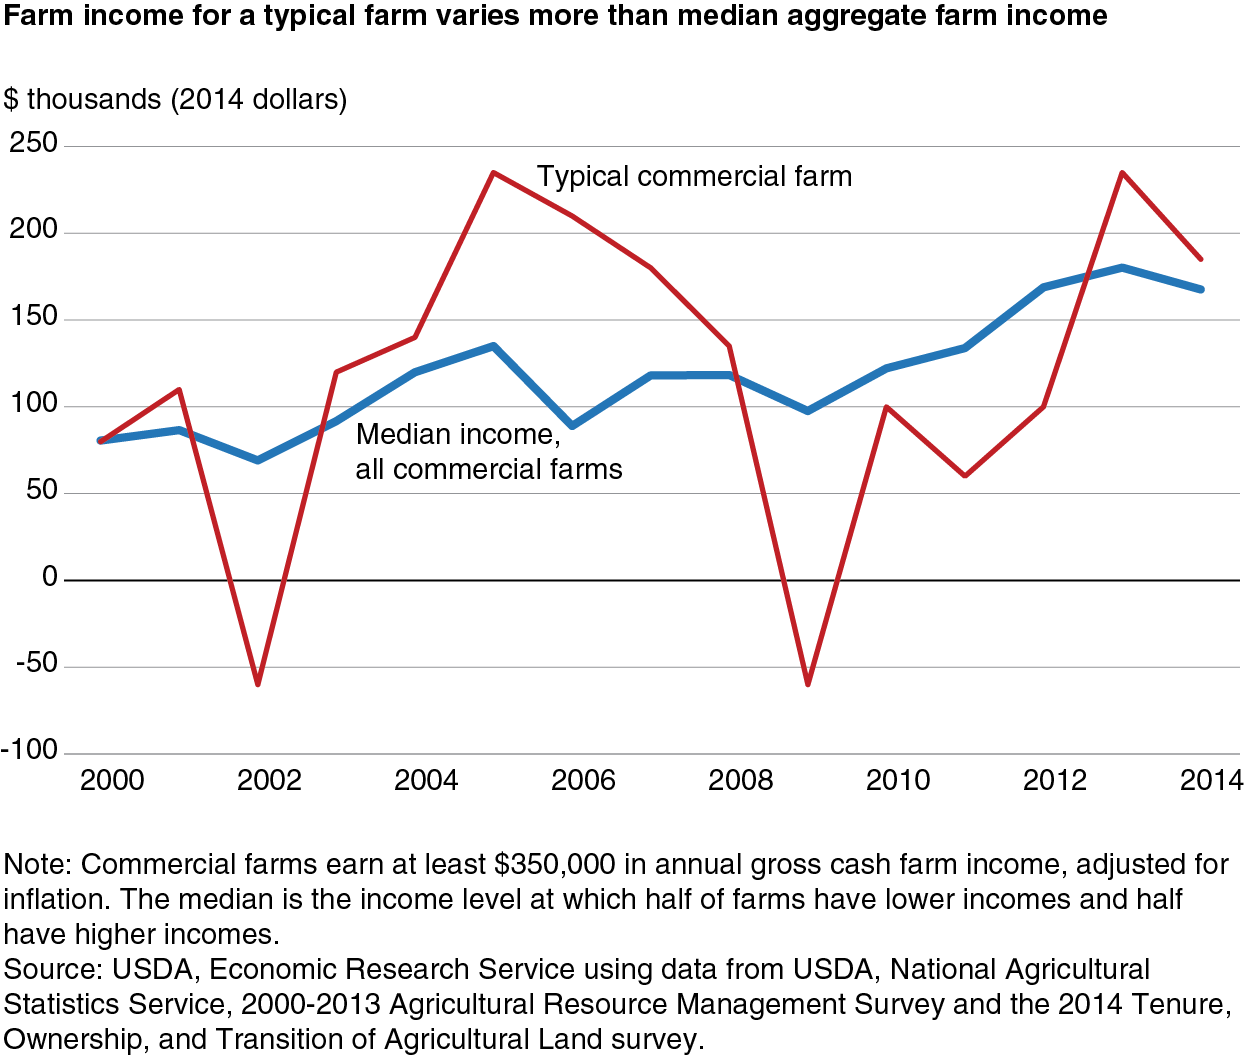 Farm income for a typical farm varies more than median aggregate farm income
$ thousands (2014 dollars)
250
200
150
100
50
0
-50
-100
Typical commercial farm
Median income,
all commercial farms
2000 2002 2004 2006 2008 2010 2012 2014
Note: Commercial farms earn at least $350,000 in annual gross cash farm income, adjusted for
inflation. The median is the income level at which half of farms have lower incomes and half
have higher incomes.
Source: USDA, Economic Research Service using data from USDA, National Agricultural
Statistics Service, 2000-2013 Agricultural Resource Management Survey and the 2014 Tenure,
Ownership, and Transition of Agricultural Land survey.